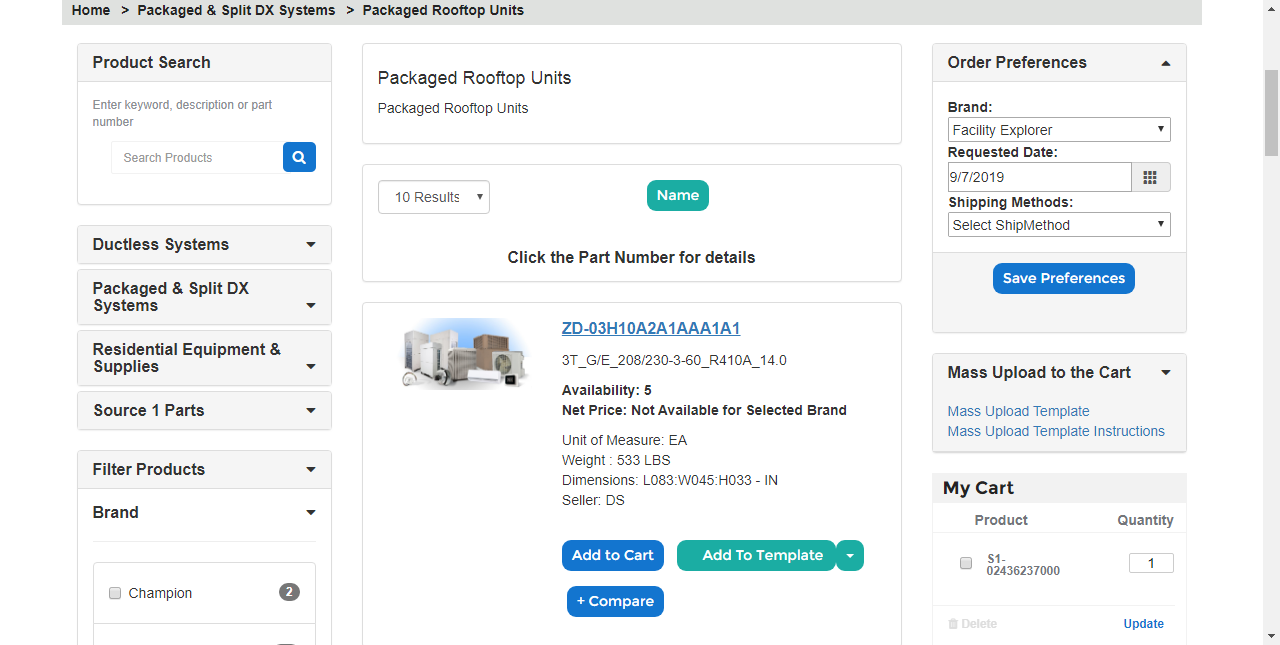 Home > Packaged & Split DX Systems > Packaged Rooftop Units
Product Search
Enter keyword, description or part
number
Search Products
Ductless Systems
Packaged & Split DX
Systems
Residential Equipment &
Supplies
Source 1 Parts
Filter Products
Brand
Champion
2
Packaged Rooftop Units
Packaged Rooftop Units
10 Results
Name
Click the Part Number for details
ZD-03H10A2A1AAA1A1
3T_G/E_208/230-3-60_R410A_14.0
Availability: 5
Net Price: Not Available for Selected Brand
Unit of Measure: EA
Weight : 533 LBS
Dimensions: L083:W045:H033 - IN
Seller: DS
Add to Cart
Add To Template
+ Compare
Order Preferences
Brand:
Facility Explorer
Requested Date:
9/7/2019
Shipping Methods:
Select ShipMethod
Save Preferences
Mass Upload to the Cart
Mass Upload Template
Mass Upload Template Instructions
My Cart
Product Quantity
S1-
02436237000
1
Delete Update